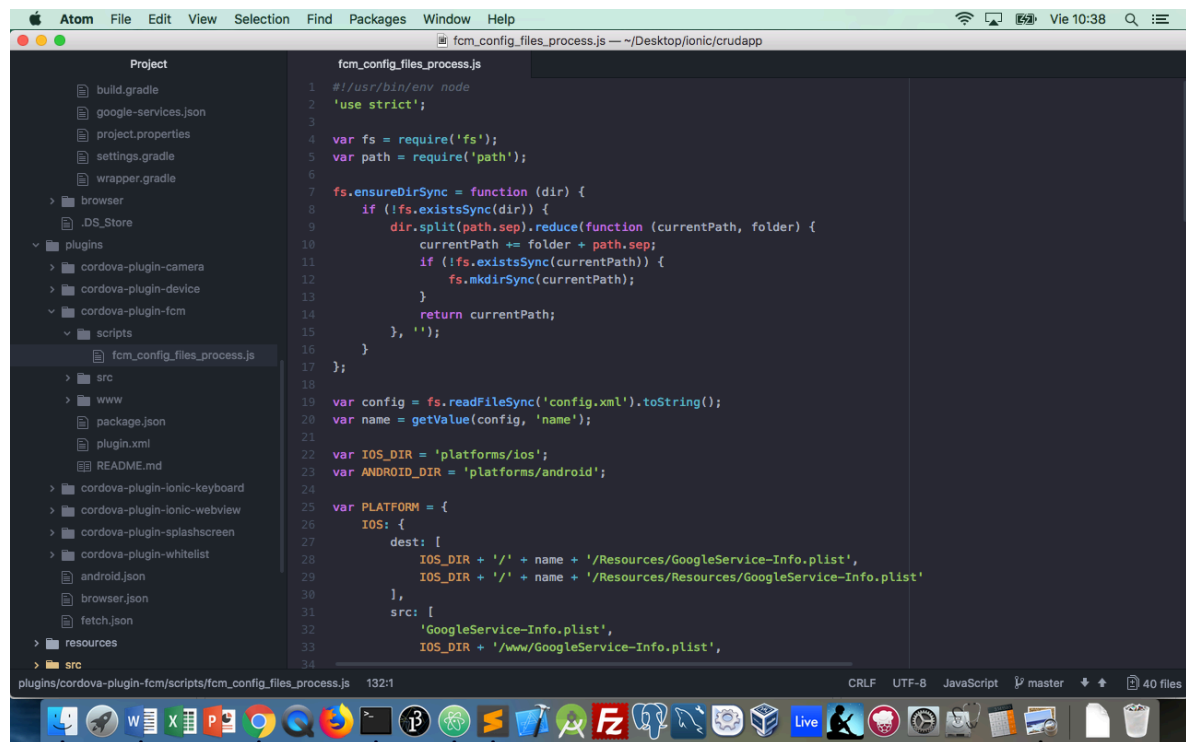 Atom File Edit View Selection Find Packages Window Help Vie 10:38
fcm_config_files_process.js — ~/Desktop/ionic/crudapp
Project
build.gradle
google-services.json
project.properties
settings.gradle
wrapper.gradle
browser
.DS_Store
plugins
cordova-plugin-camera
cordova-plugin-device
cordova-plugin-fcm
scripts
fcm_config_files_process.js
src
www
package.json
plugin.xml
README.md
cordova-plugin-ionic-keyboard
cordova-plugin-ionic-webview
cordova-plugin-splashscreen
cordova-plugin-whitelist
android.json
browser.json
fetch.json
resources
src
fcm_config_files_process.js
1 #!/usr/bin/env node
2 'use strict';
3
4 var fs = require('fs');
5 var path = require('path');
6
7 fs.ensureDirSync = function (dir) {
8     if (!fs.existsSync(dir)) {
9         dir.split(path.sep).reduce(function (currentPath, folder) {
10             currentPath += folder + path.sep;
11             if (!fs.existsSync(currentPath)) {
12                 fs.mkdirSync(currentPath);
13             }
14             return currentPath;
15         }, '');
16     }
17 };
18
19 var config = fs.readFileSync('config.xml').toString();
20 var name = getValue(config, 'name');
21
22 var IOS_DIR = 'platforms/ios';
23 var ANDROID_DIR = 'platforms/android';
24
25 var PLATFORM = {
26     IOS: {
27         dest: [
28             IOS_DIR + '/' + name + '/Resources/GoogleService-Info.plist',
29             IOS_DIR + '/' + name + '/Resources/Resources/GoogleService-Info.plist'
30         ],
31         src: [
32             'GoogleService-Info.plist',
33             IOS_DIR + '/www/GoogleService-Info.plist',
34
plugins/cordova-plugin-fcm/scripts/fcm_config_files_process.js 132:1 CRLF UTF-8 JavaScript master 40 files
Live